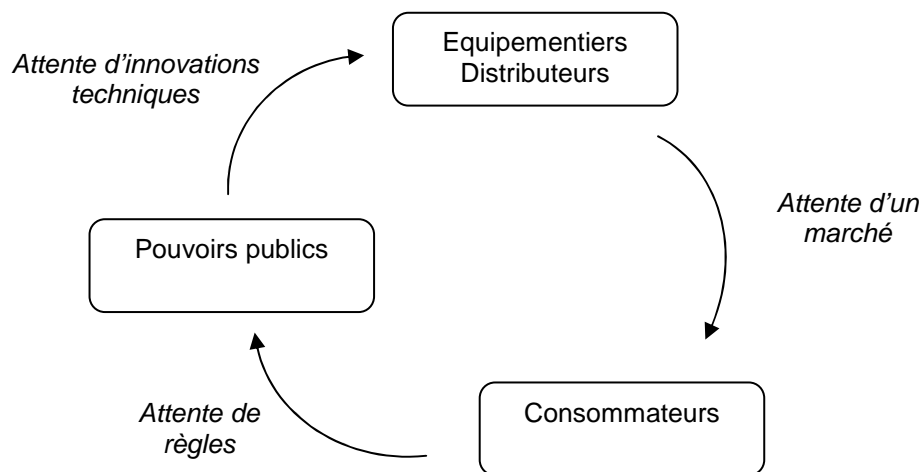 Equipementiers
Distributeurs
Attente d’innovations
techniques
Attente d’un
marché
Pouvoirs publics
Attente de
règles
Consommateurs